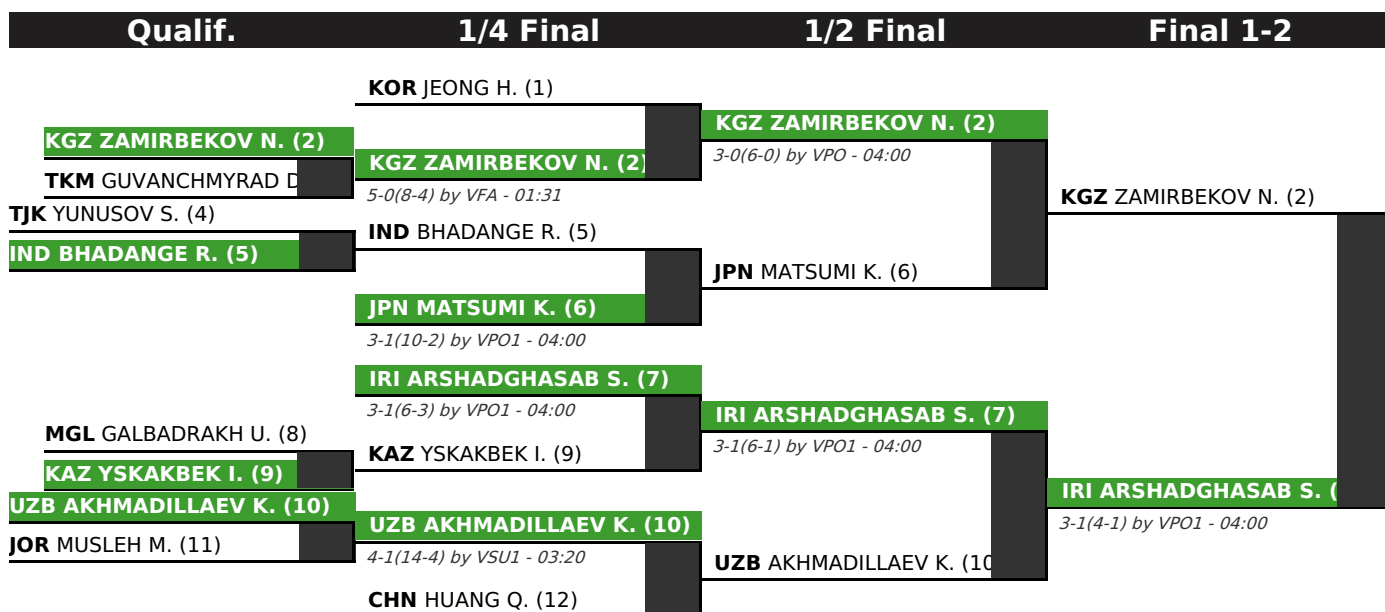 Qualif.
1/4 Final
1/2 Final
Final 1-2
KGZ ZAMIRBEKOV N. (2)
TKM GUVANCHMYRAD D
TJK YUNUSOV S. (4)
IND BHADANGE R. (5)
MGL GALBADRAKH U. (8)
KAZ YSKAKBEK I. (9)
UZB AKHMADILLAEV K. (10)
JOR MUSLEH M. (11)
KOR JEONG H. (1)
KGZ ZAMIRBEKOV N. (2)
5-0(8-4) by VFA - 01:31
IND BHADANGE R. (5)
JPN MATSUMI K. (6)
3-1(10-2) by VPO1 - 04:00
IRI ARSHADGHASAB S. (7)
3-1(6-3) by VPO1 - 04:00
KAZ YSKAKBEK I. (9)
UZB AKHMADILLAEV K. (10)
4-1(14-4) by VSU1 - 03:20
CHN HUANG Q. (12)
KGZ ZAMIRBEKOV N. (2)
3-0(6-0) by VPO - 04:00
JPN MATSUMI K. (6)
IRI ARSHADGHASAB S. (7)
3-1(6-1) by VPO1 - 04:00
UZB AKHMADILLAEV K. (10
KGZ ZAMIRBEKOV N. (2)
IRI ARSHADGHASAB S. (
3-1(4-1) by VPO1 - 04:00